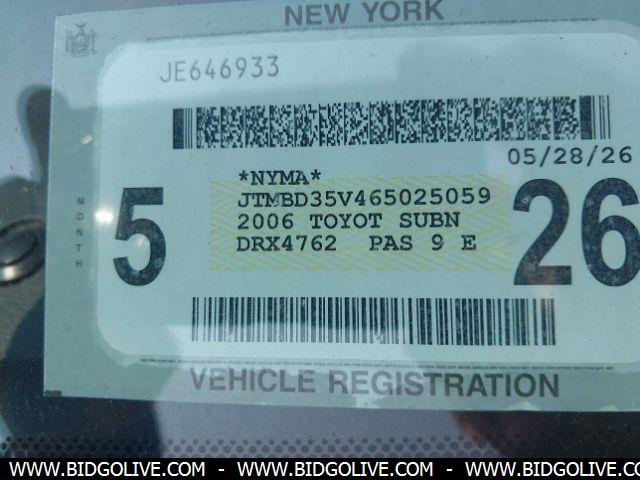 NEW YORK
JE646933
05/28/26
*NYMA*
JTMBD35V465025059
2006 TOYOT SUBN
DRX4762 PAS 9 E
MONTH
5
26
VEHICLE REGISTRATION
WWW.BIDGOLIVE.COM - WWW.BIDGOLIVE.COM - WWW.BIDGOLIVE.COM